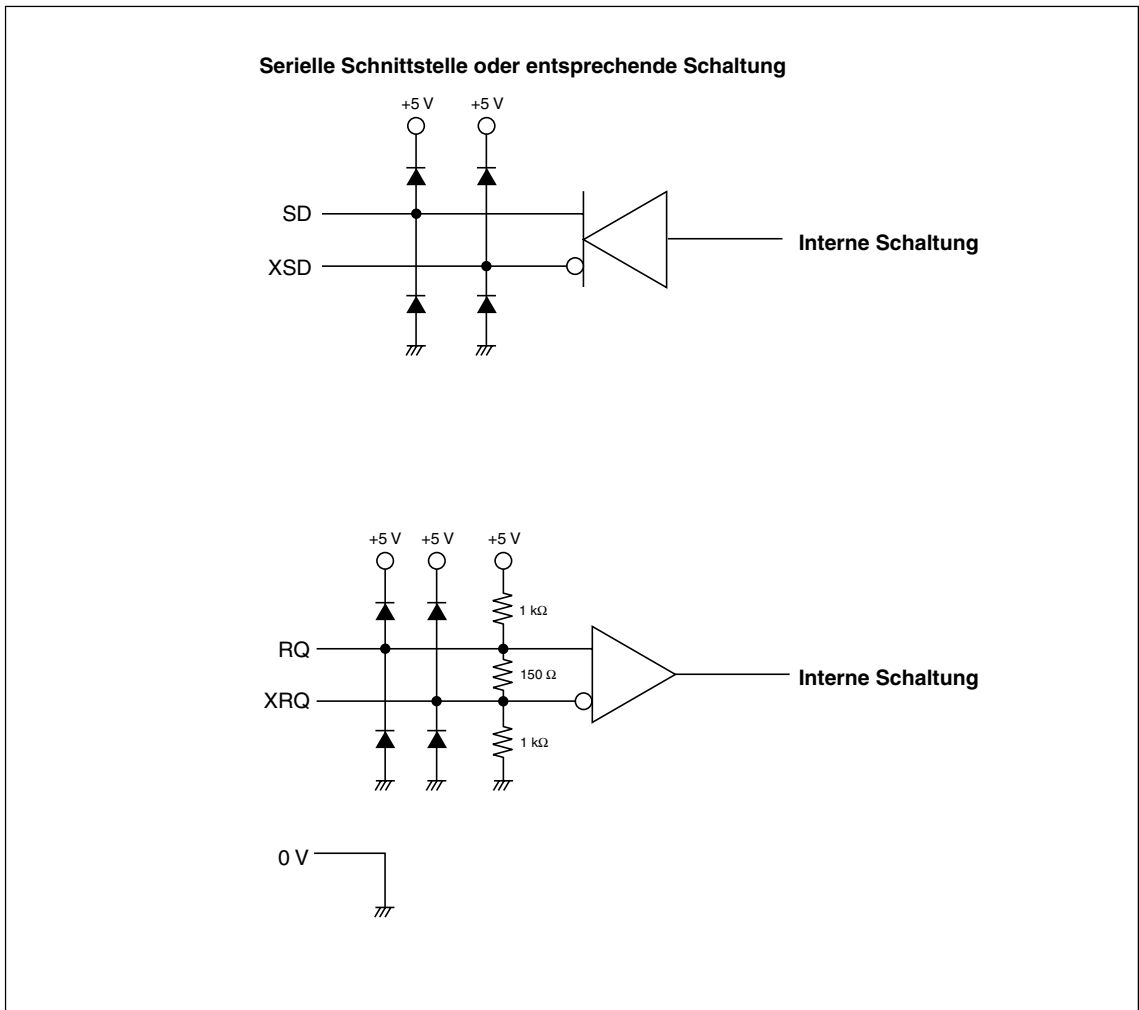 Serielle Schnittstelle oder entsprechende Schaltung
+5 V +5 V
SD
XSD
Interne Schaltung
+5 V +5 V +5 V
1 kΩ
RQ
150 Ω
Interne Schaltung
XRQ
1 kΩ
0 V